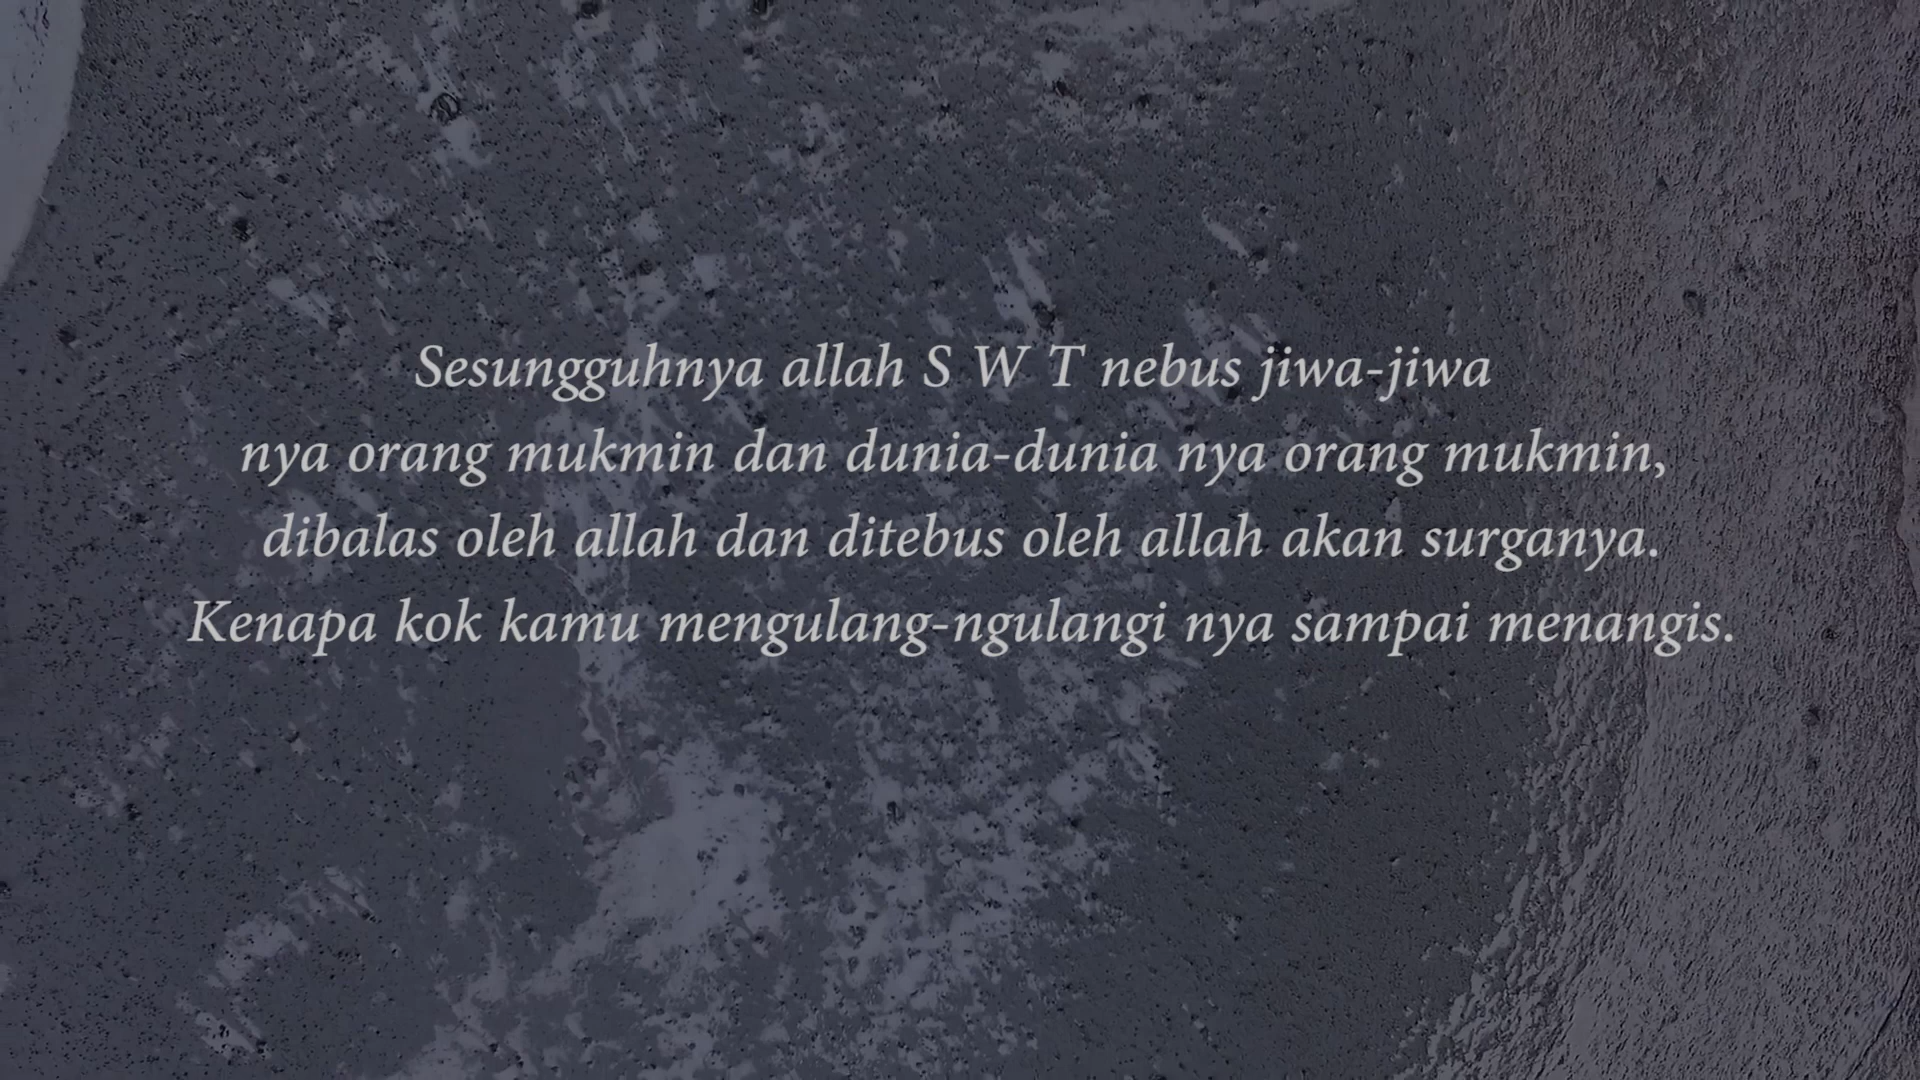 Sesungguhnya allah S W T nebus jiwa-jiwa
nya orang mukmin dan dunia-dunia nya orang mukmin,
dibalas oleh allah dan ditebus oleh allah akan surganya.
Kenapa kok kamu mengulang-ngulangi nya sampai menangis.